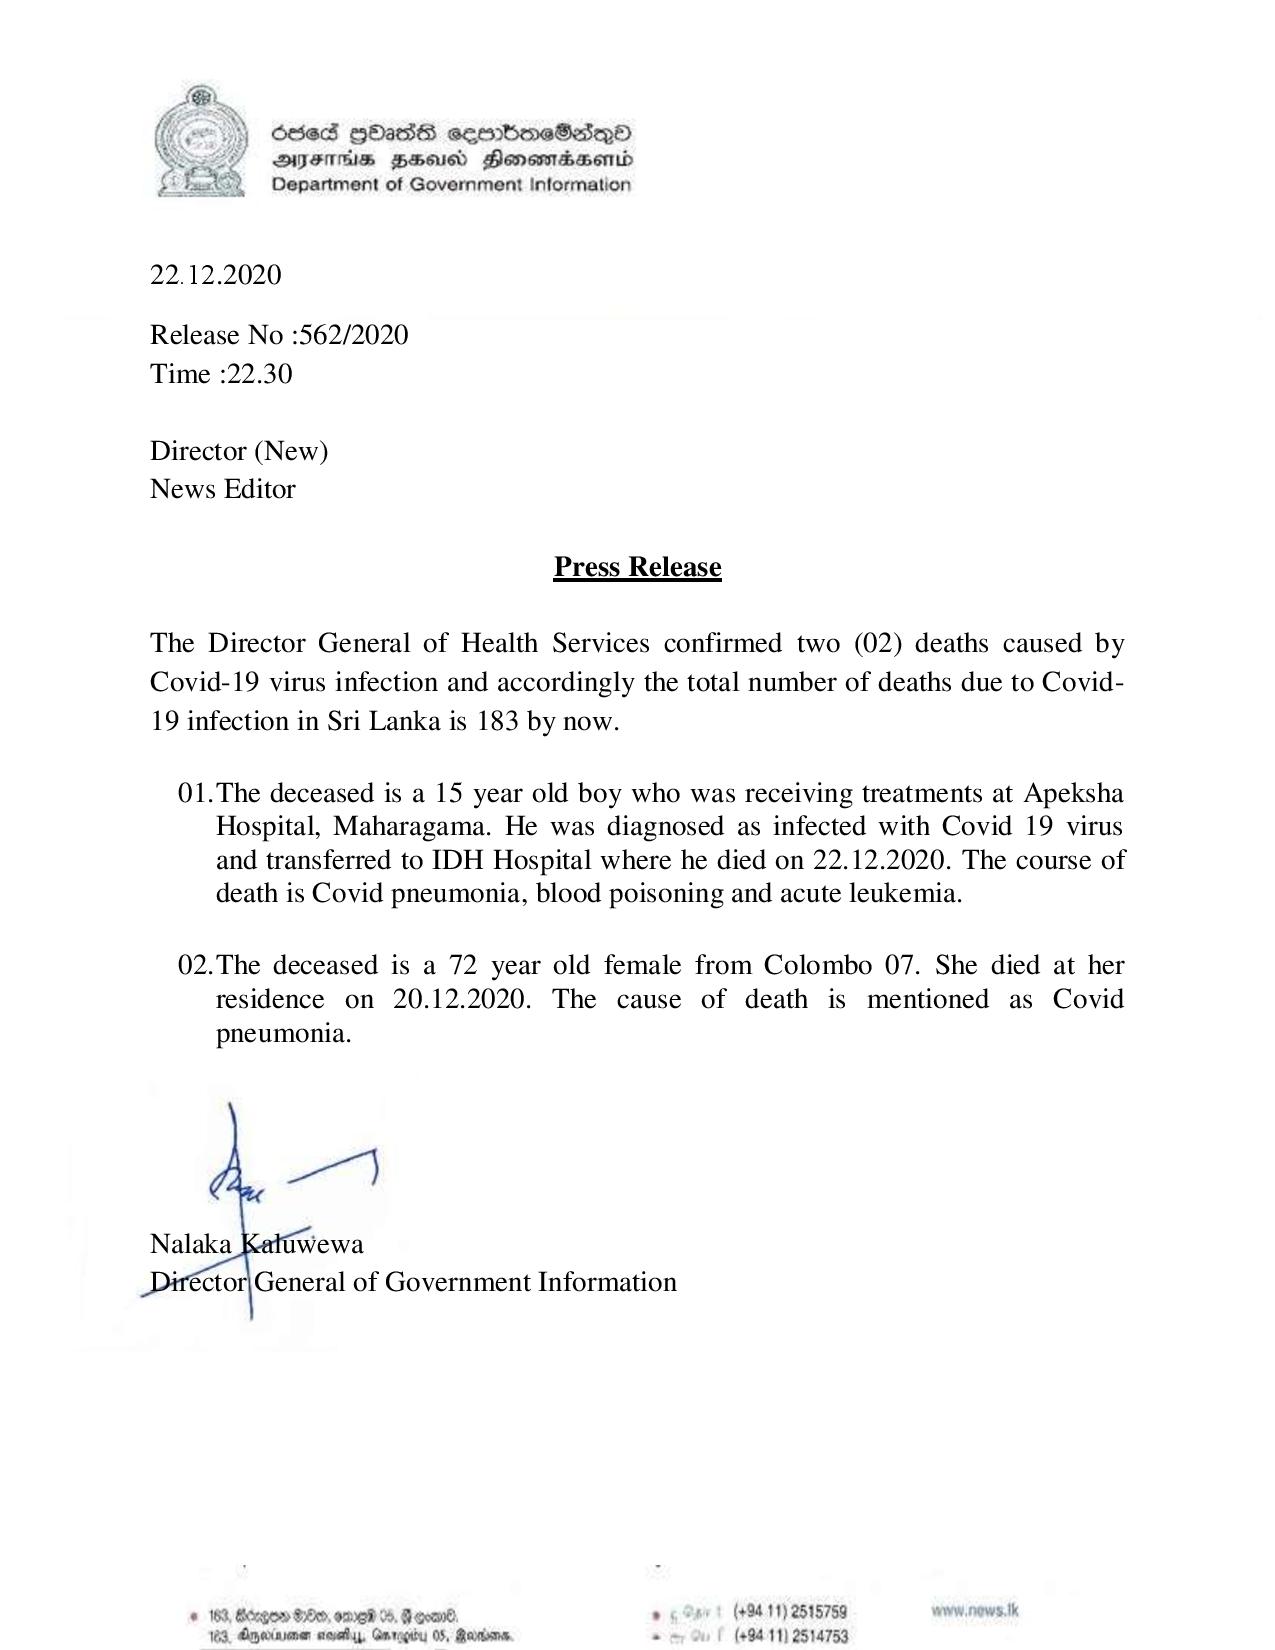 රජයේ ප්‍රවෘත්ති දෙපාර්තමේන්තුව
அரசாங்க தகவல் திணைக்களம்
Department of Government Information
22.12.2020
Release No :562/2020
Time :22.30
Director (New)
News Editor
Press Release
The Director General of Health Services confirmed two (02) deaths caused by
Covid-19 virus infection and accordingly the total number of deaths due to Covid-
19 infection in Sri Lanka is 183 by now.
01.The deceased is a 15 year old boy who was receiving treatments at Apeksha
Hospital, Maharagama. He was diagnosed as infected with Covid 19 virus
and transferred to IDH Hospital where he died on 22.12.2020. The course of
death is Covid pneumonia, blood poisoning and acute leukemia.
02.The deceased is a 72 year old female from Colombo 07. She died at her
residence on 20.12.2020. The cause of death is mentioned as Covid
pneumonia.
Nalaka Kaluwewa
Director General of Government Information
163, කිරුලපන මාවත, කොළඹ 05, ශ්‍රී ලංකාව.
(+94 11) 2515759
www.news.lk
163, கிருலப்பனை எவனியூ, கொழும்பு 05, இலங்கை.
(+94 11) 2514753